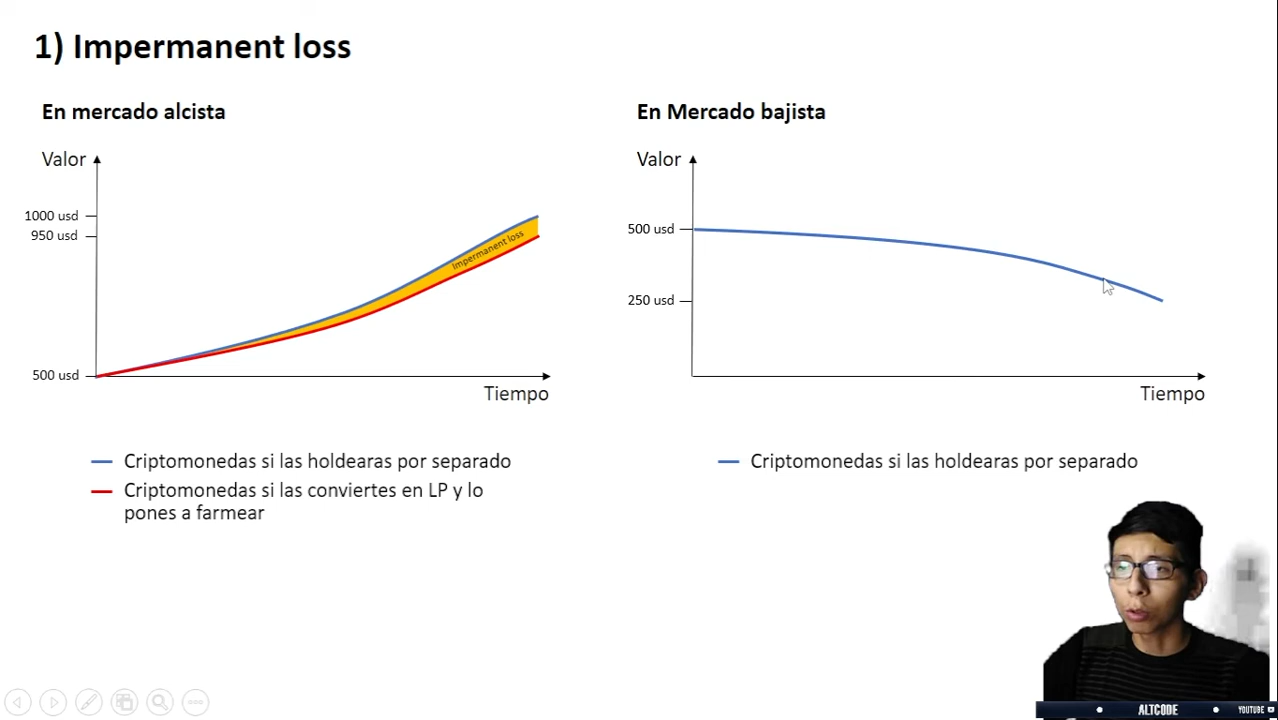 1) Impermanent loss
En mercado alcista
Valor
1000 usd
950 usd
Impermanent loss
500 usd
Tiempo
Criptomonedas si las holdearas por separado
Criptomonedas si las conviertes en LP y lo
pones a farmear
En Mercado bajista
Valor
500 usd
250 usd
Tiempo
Criptomonedas si las holdearas por separado
ALTCODE
YOUTUBE